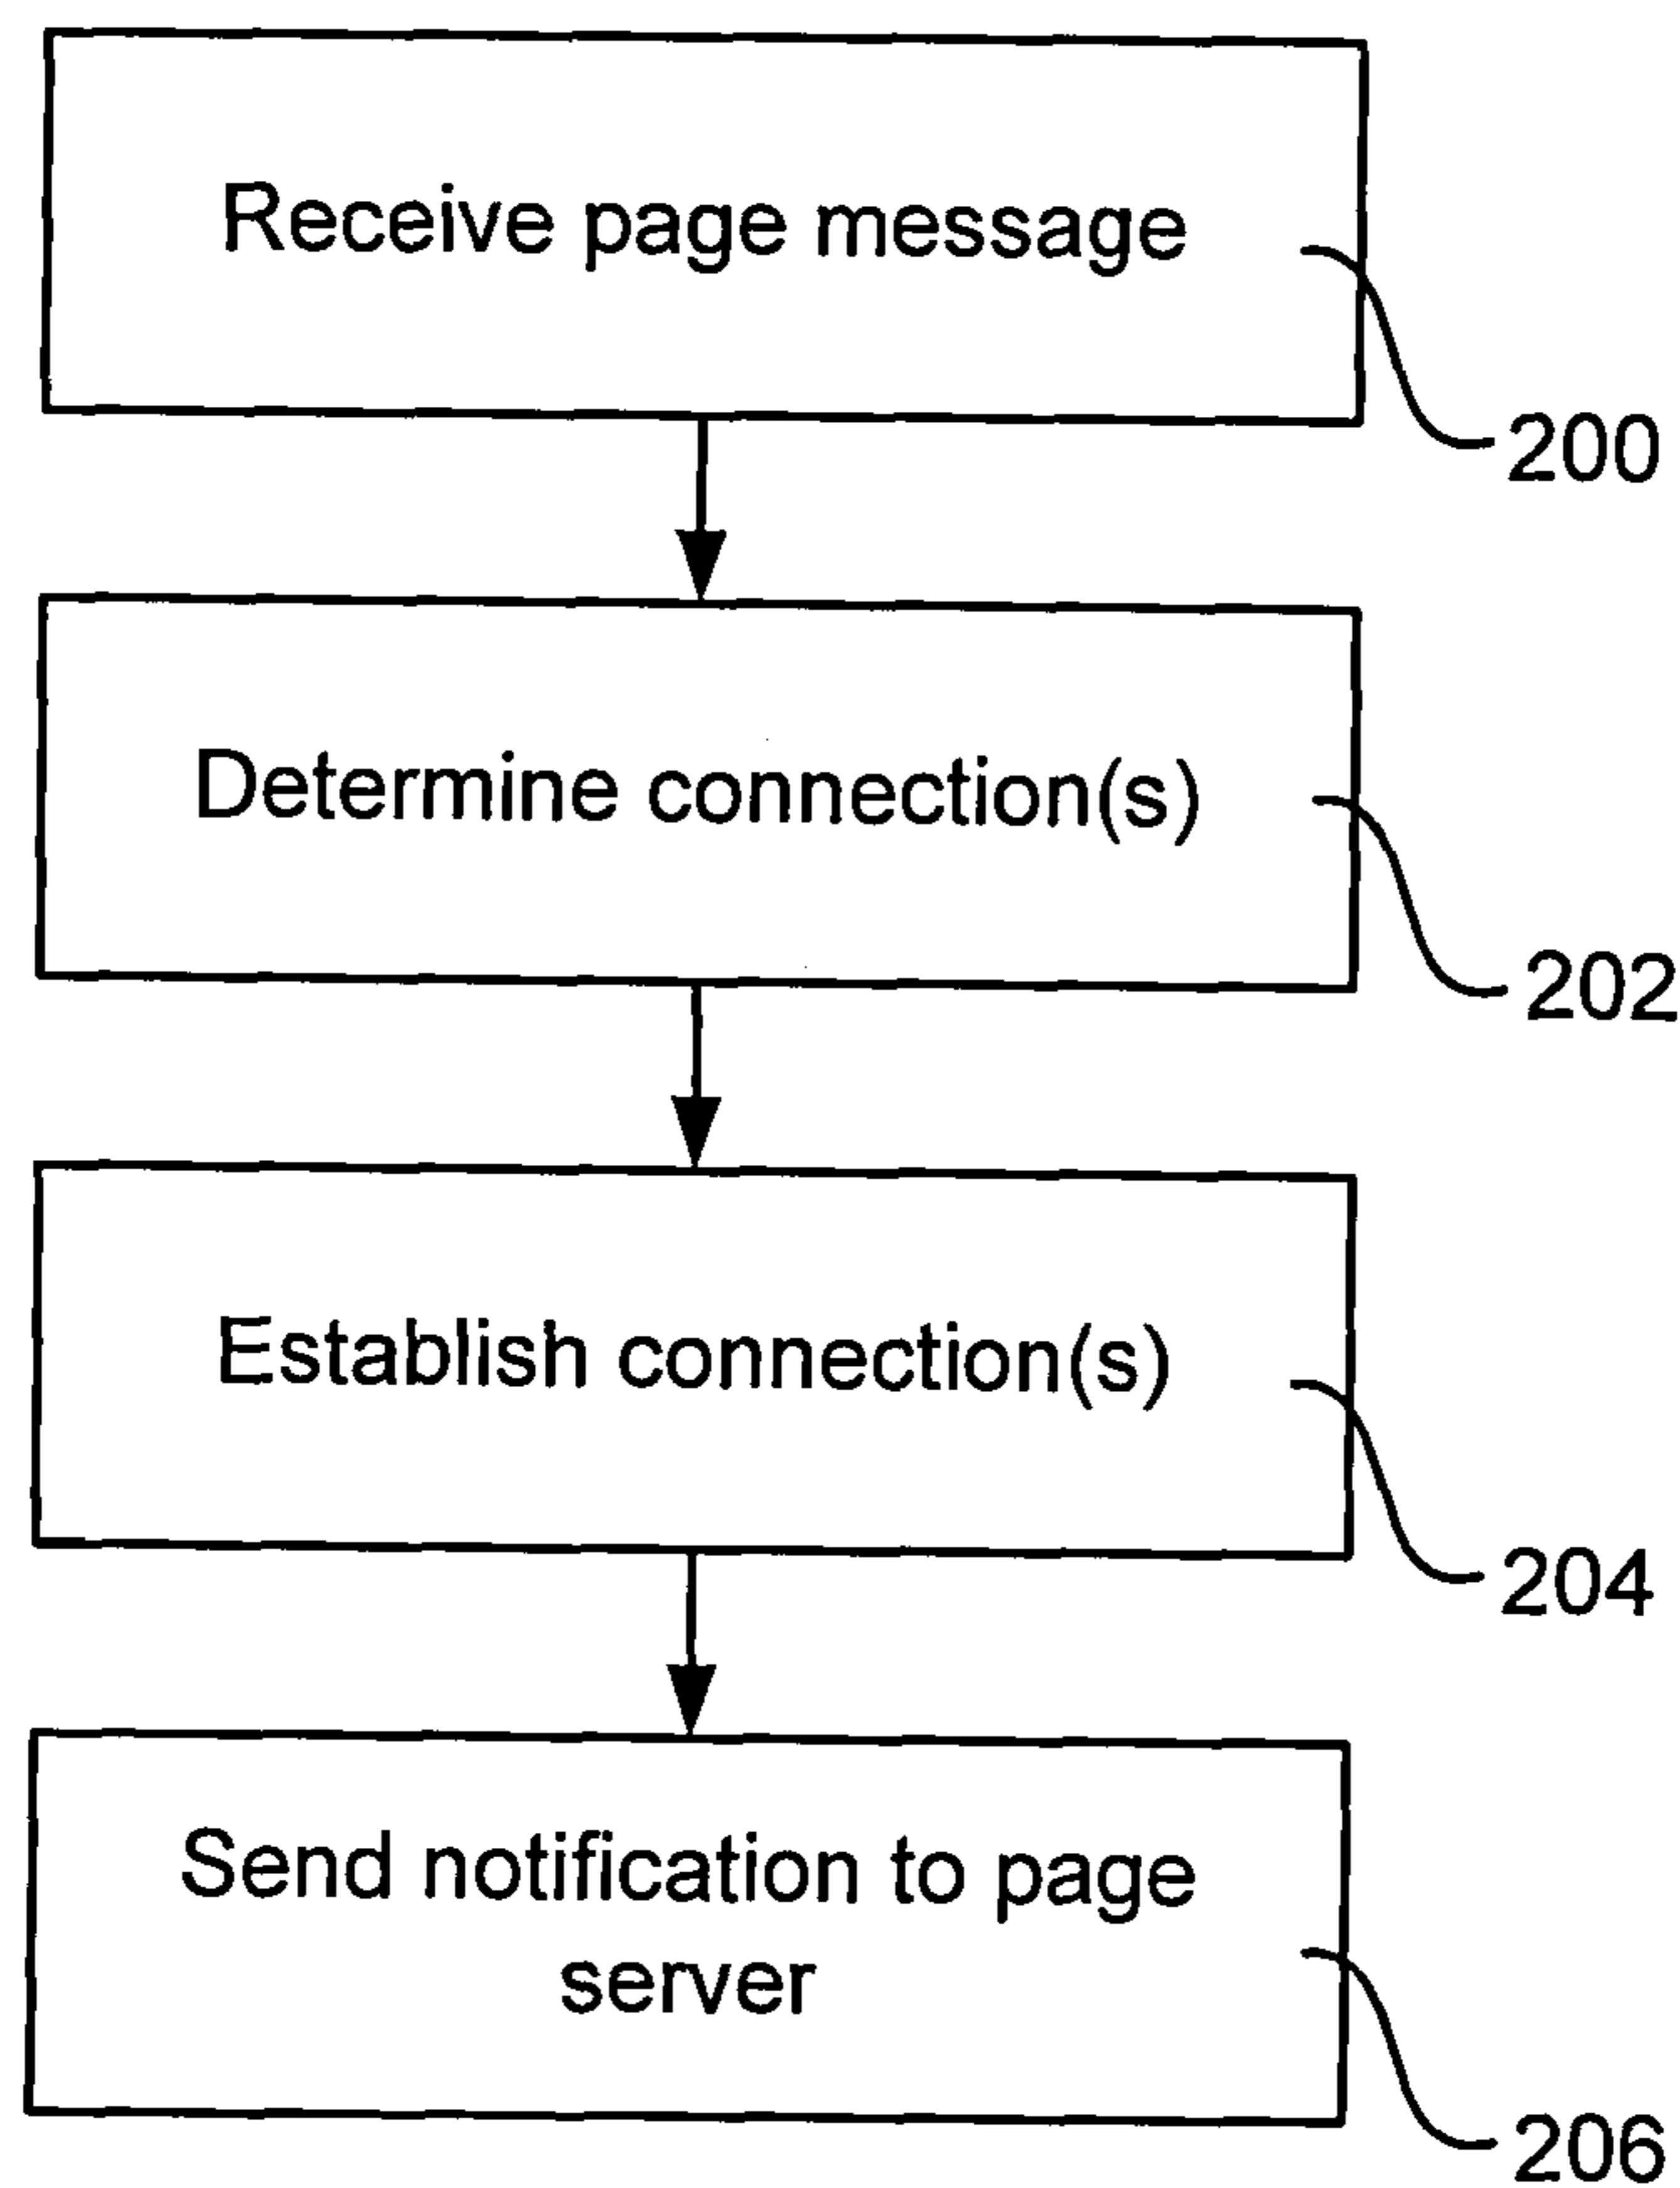 Receive page message
200
Determine connection(s)
202
Establish connection(s)
204
Send notification to page
server
206